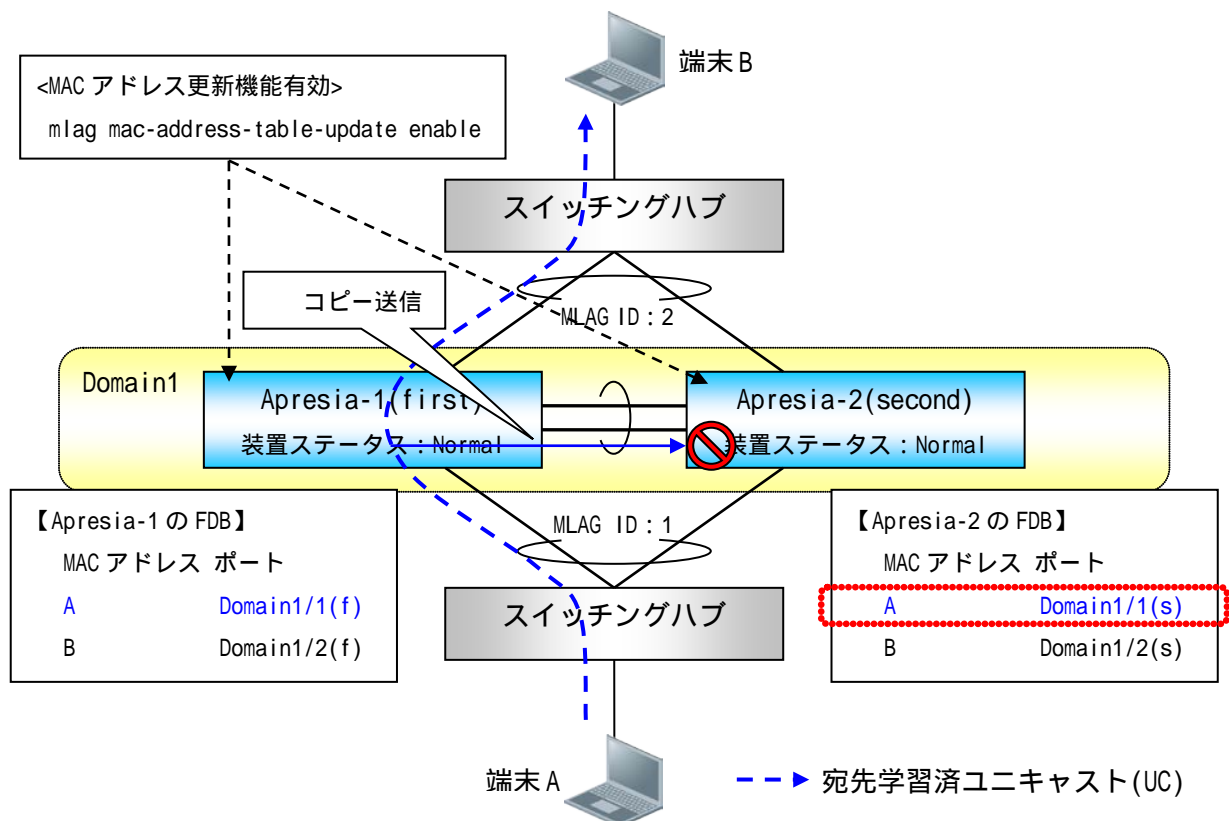 端末B
<MAC アドレス更新機能有効>
mlag mac-address-table-update enable
スイッチングハブ
コピー送信
MLAG ID:2
Domain1
Apresia-1(first)
装置ステータス:Normal
Apresia-2(second)
装置ステータス:Normal
【Apresia-1 の FDB】
MAC アドレス ポート
A Domain1/1(f)
B Domain1/2(f)
MLAG ID:1
スイッチングハブ
【Apresia-2 の FDB】
MAC アドレス ポート
A Domain1/1(s)
B Domain1/2(s)
端末A
宛先学習済ユニキャスト(UC)